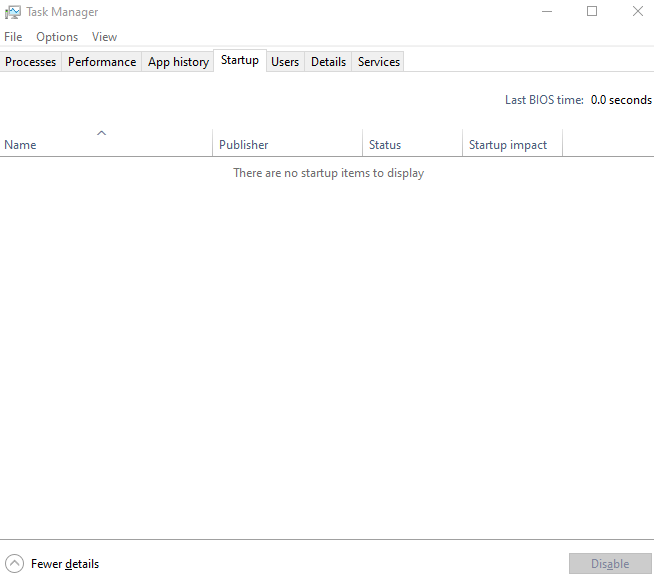 Task Manager
File Options View
Processes Performance App history Startup Users Details Services
Last BIOS time: 0.0 seconds
Name Publisher Status Startup impact
There are no startup items to display
Fewer details Disable